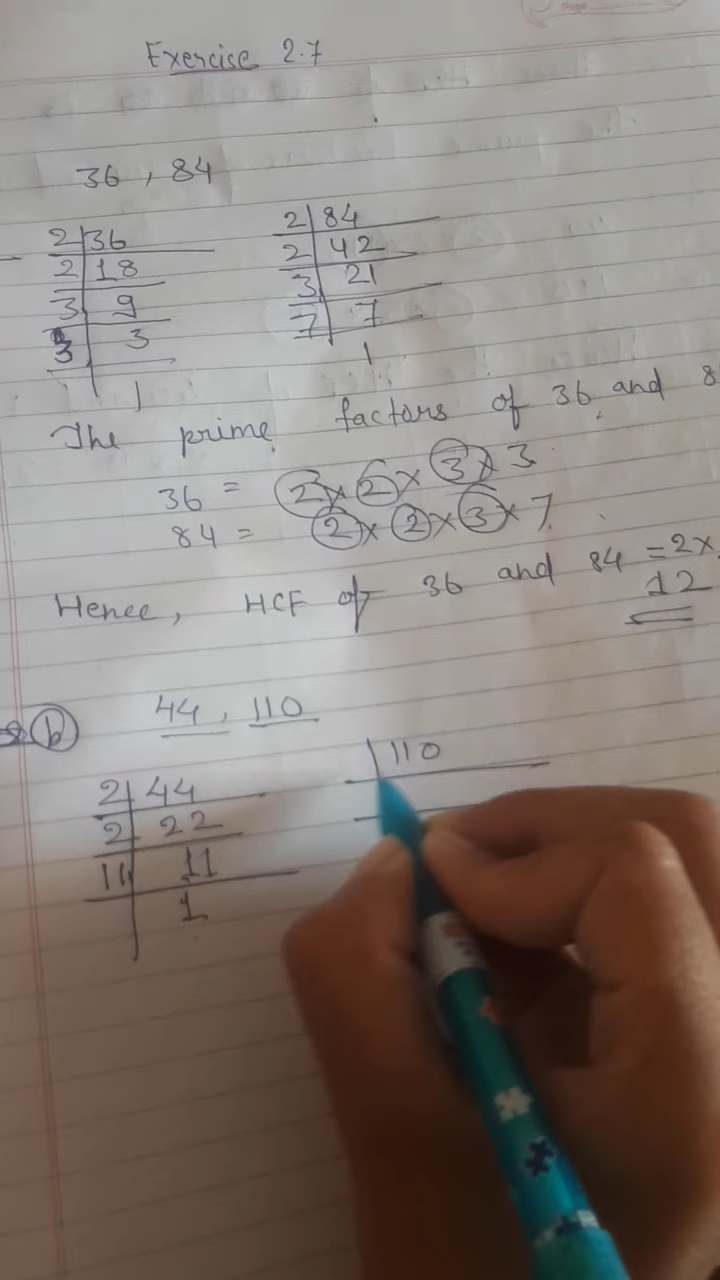 Page
Exercise 2.7
36 , 84
2 36
2 18
3 9
3 3
1
2 84
2 42
3 21
7 7
1
The prime factors of 36 and 8
36 = 2 x 2 x 3 x 3
84 = 2 x 2 x 3 x 7
Hence, HCF of 36 and 84 = 2 x
12
b 44 , 110
2 44
2 22
11 11
1
110